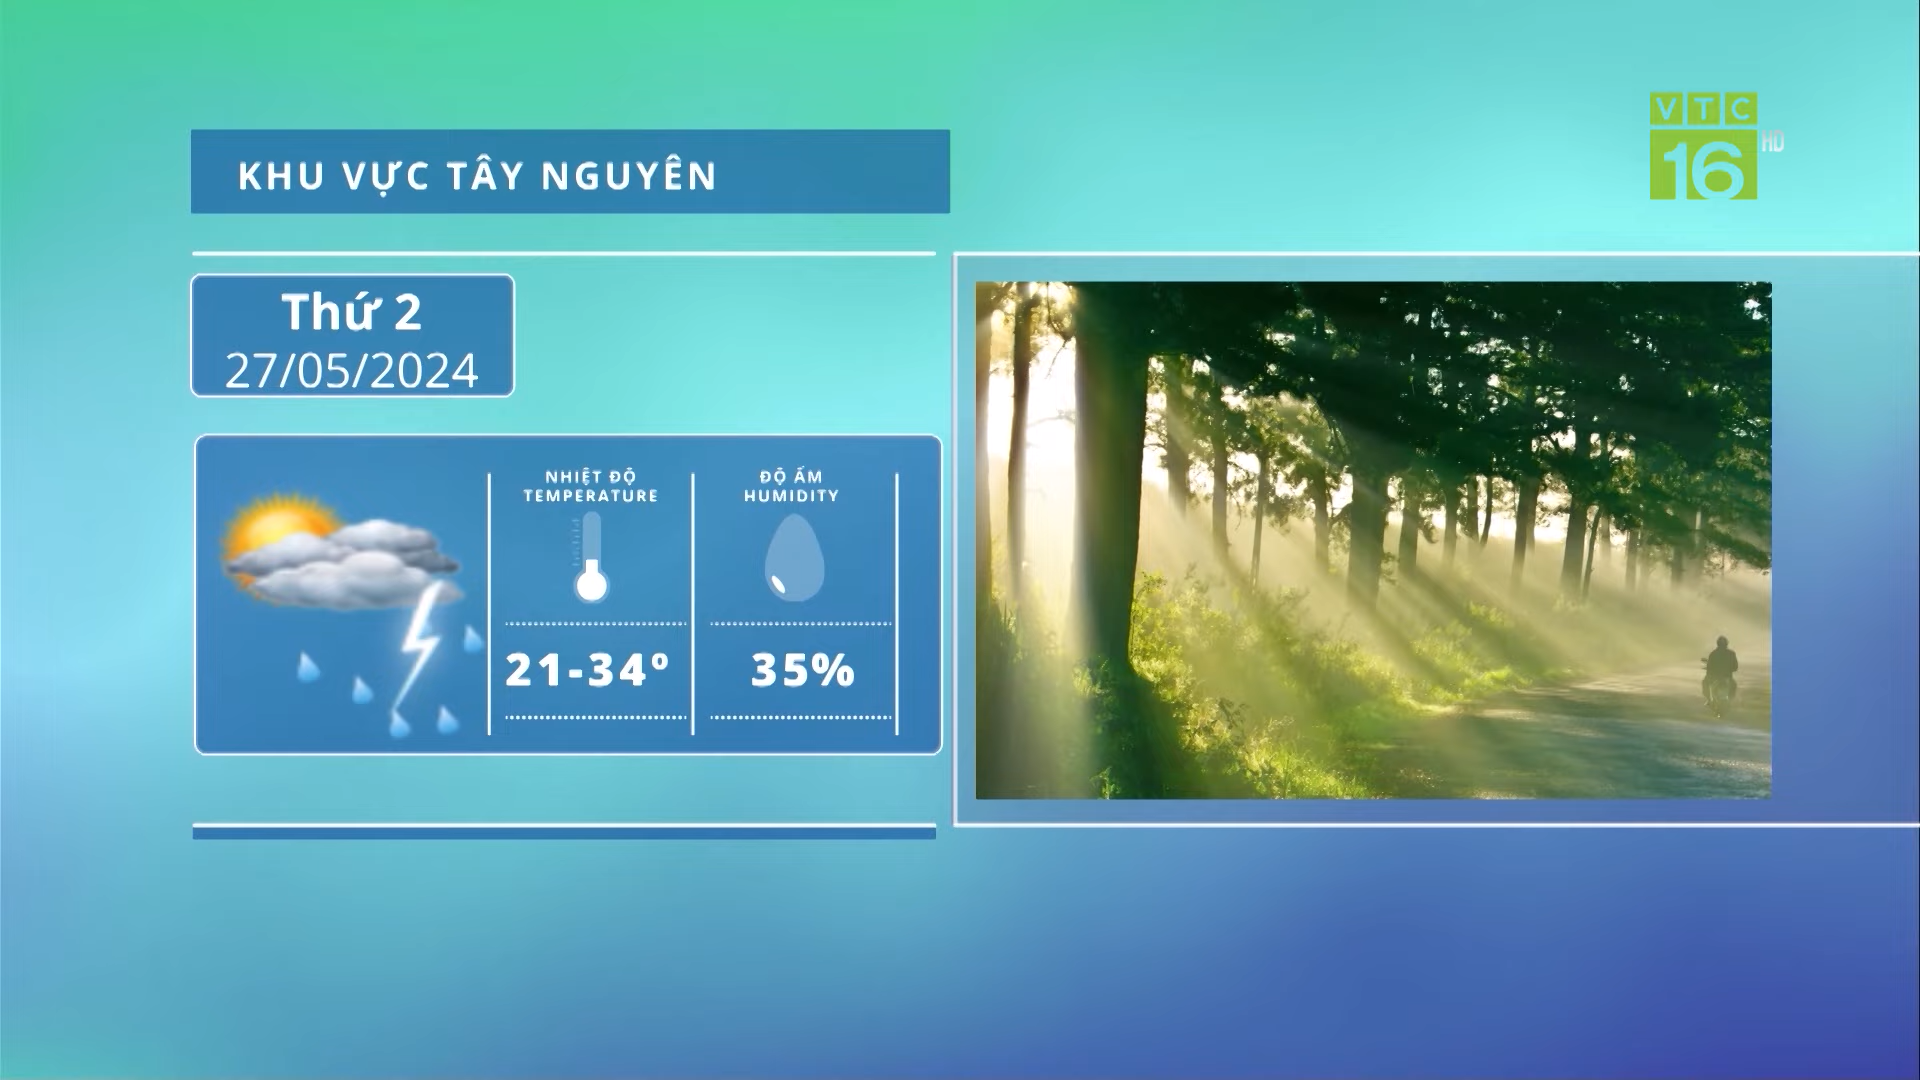 KHU VỰC TÂY NGUYÊN
VTC
16 HD
Thứ 2
27/05/2024
NHIỆT ĐỘ
TEMPERATURE
21-34º
ĐỘ ẨM
HUMIDITY
35%